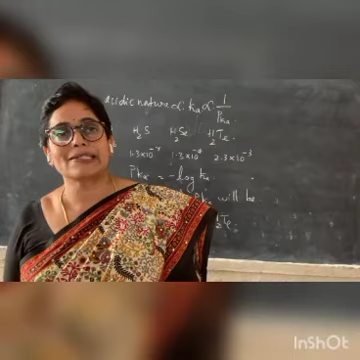 acidic nature ∝ ka ∝ 1/Pka
H₂S H₂Se H₂Te.
1.3×10⁻⁷ 1.3×10⁻⁴ 2.3×10⁻³
Pka = -log ka
will be
₂Te
InShOt